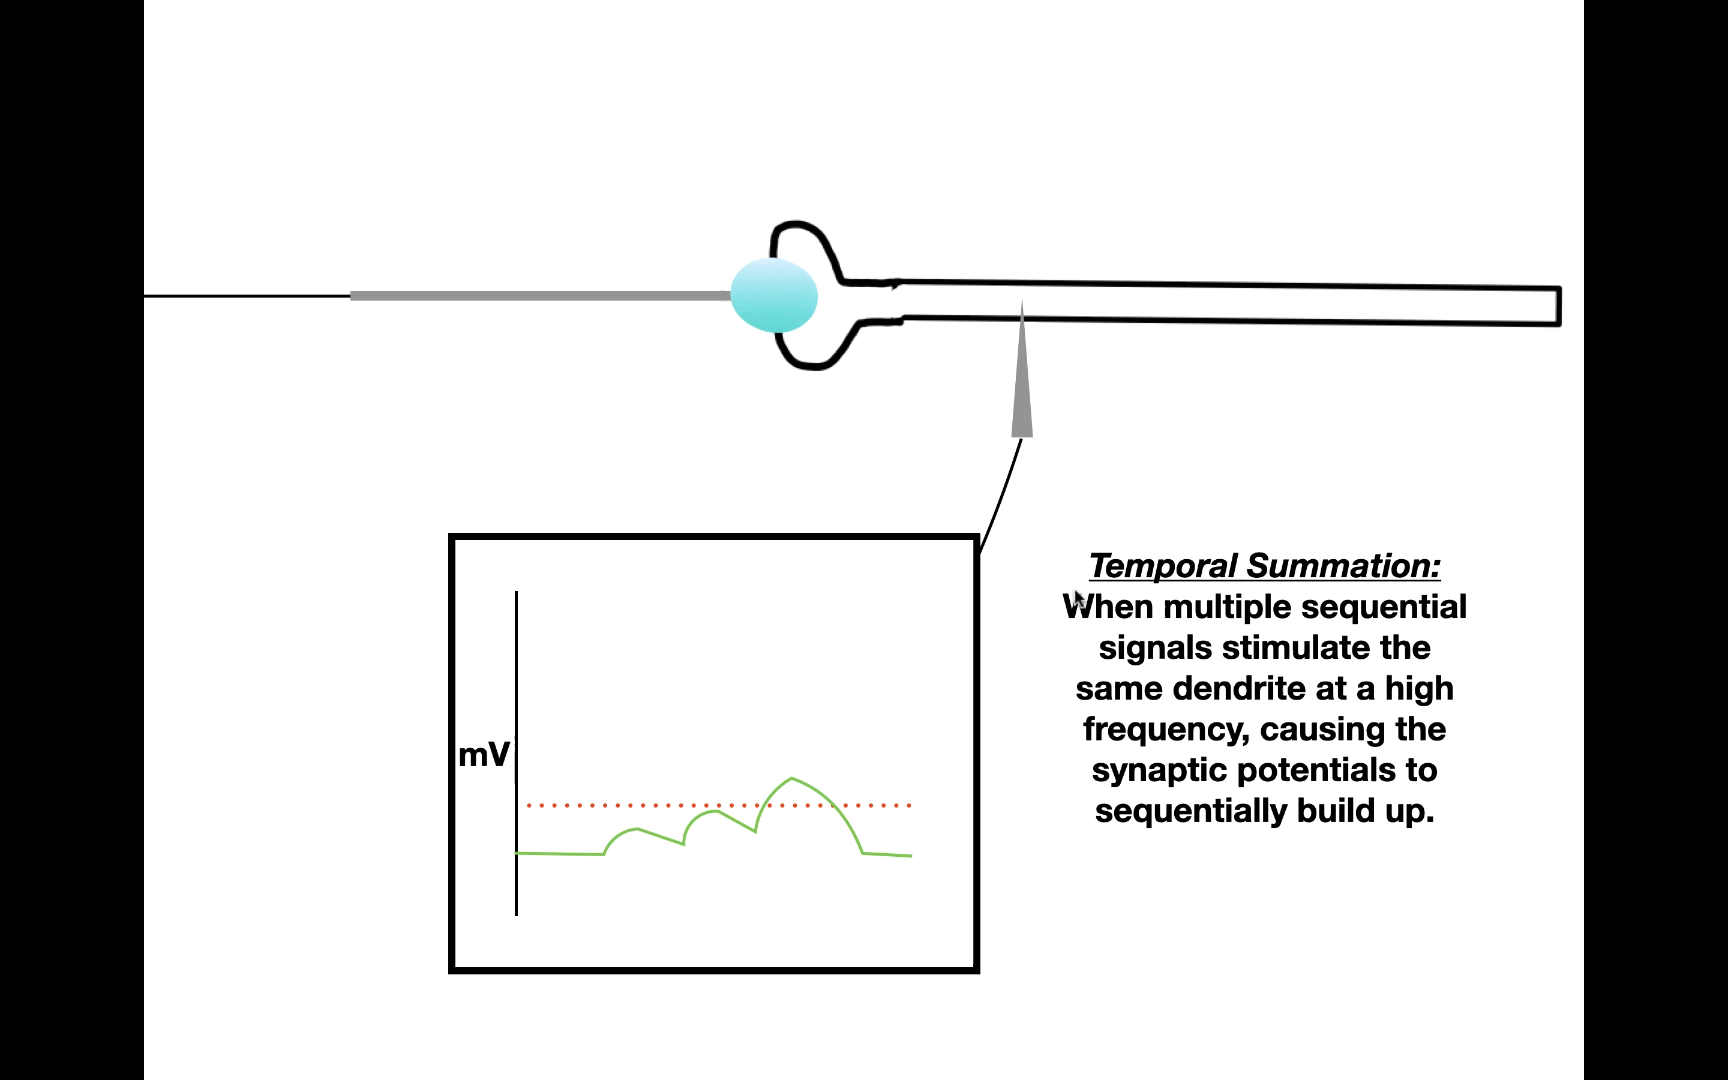 Temporal Summation:
When multiple sequential
signals stimulate the
same dendrite at a high
frequency, causing the
synaptic potentials to
sequentially build up.
mV